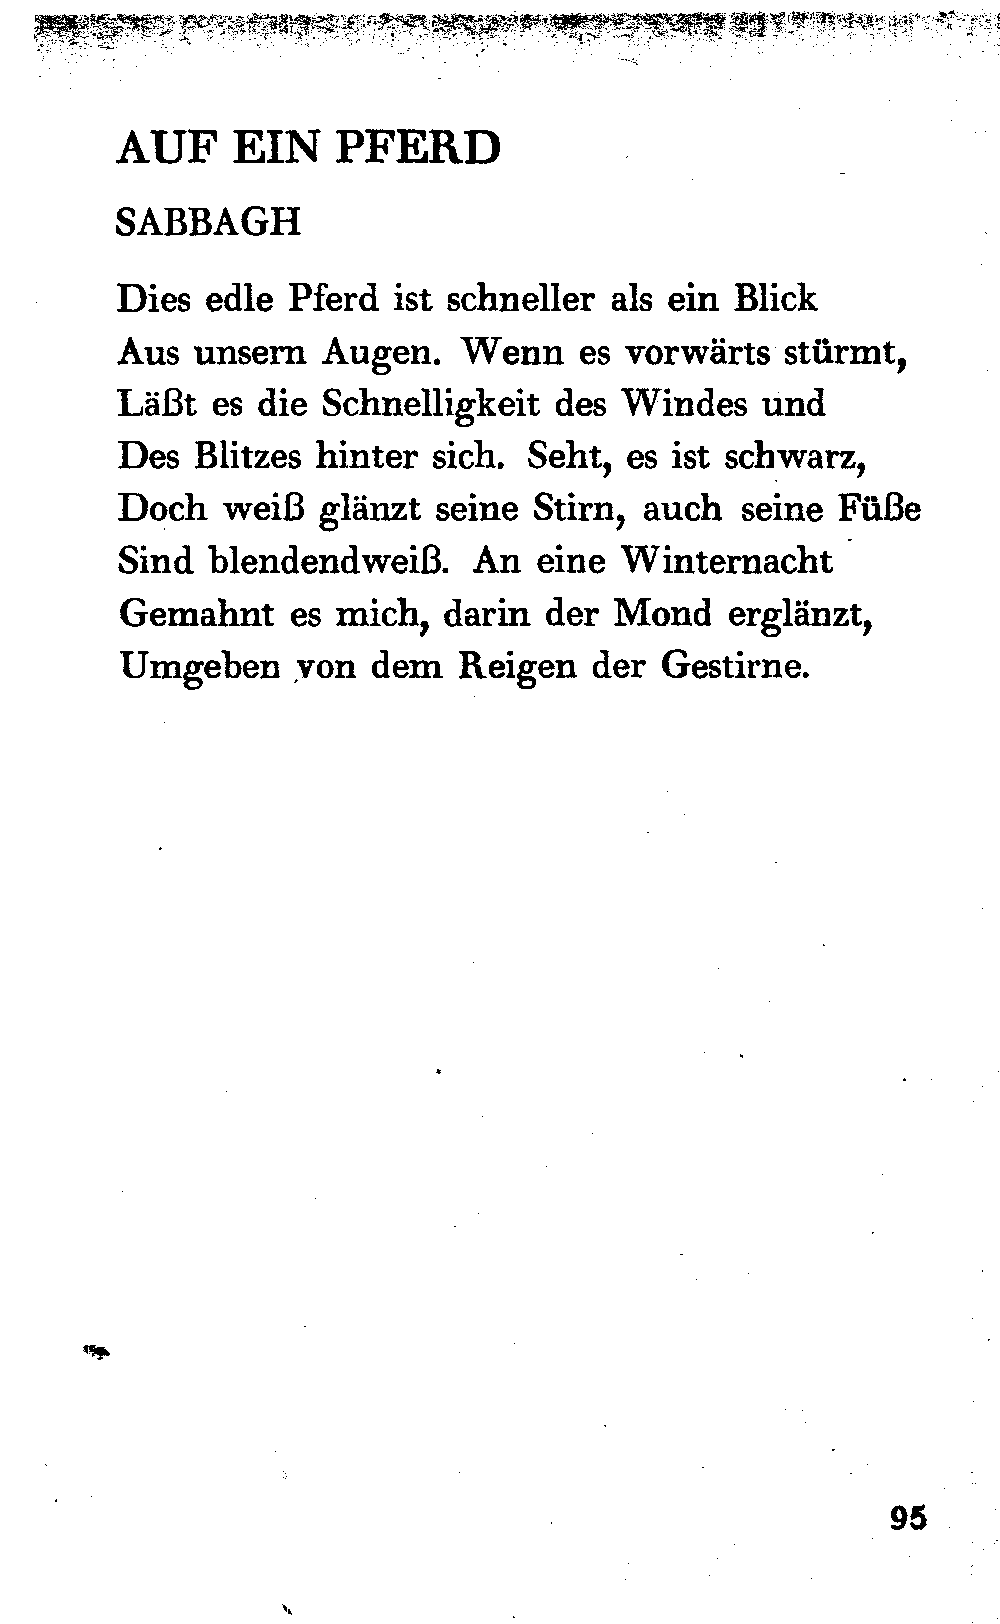 AUF EIN PFERD
SABBAGH
Dies edle Pferd ist schneller als ein Blick
Aus unsern Augen. Wenn es vorwärts stürmt,
Läßt es die Schnelligkeit des Windes und
Des Blitzes hinter sich. Seht, es ist schwarz,
Doch weiß glänzt seine Stirn, auch seine Füße
Sind blendendweiß. An eine Winternacht
Gemahnt es mich, darin der Mond erglänzt,
Umgeben von dem Reigen der Gestirne.
95